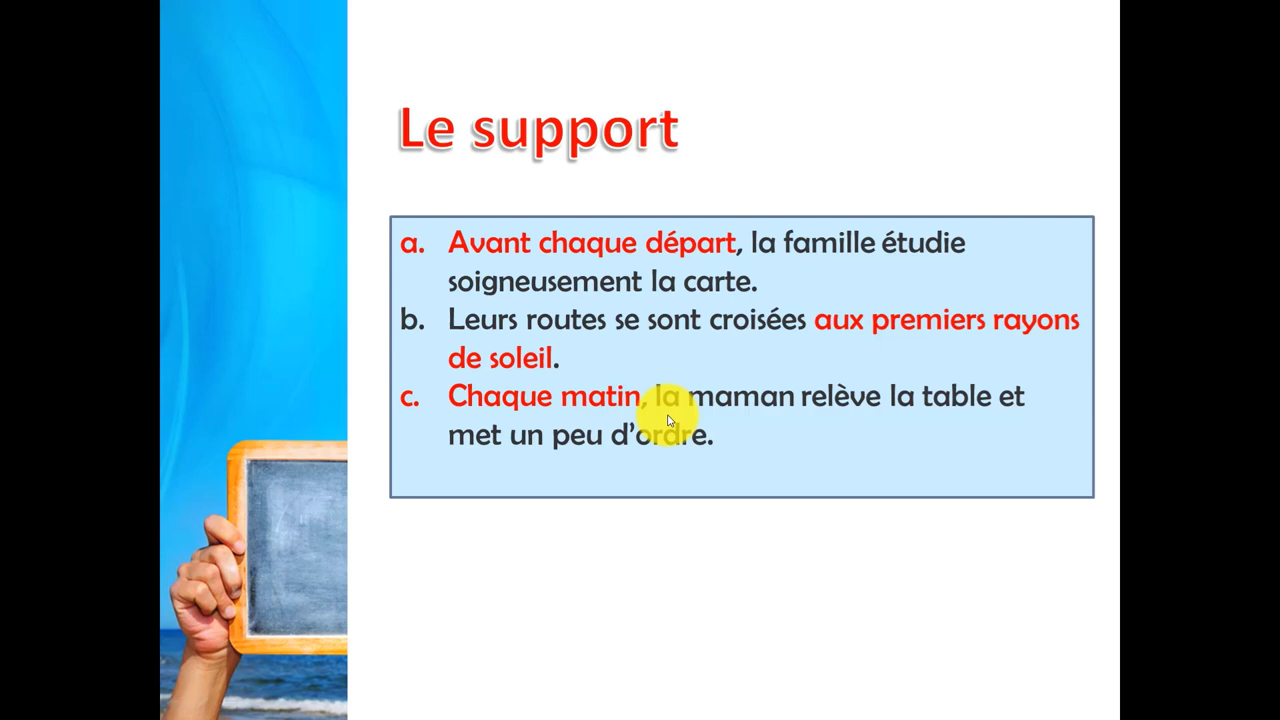 Le support
a. Avant chaque départ, la famille étudie
soigneusement la carte.
b. Leurs routes se sont croisées aux premiers rayons
de soleil.
c. Chaque matin, la maman relève la table et
met un peu d’ordre.